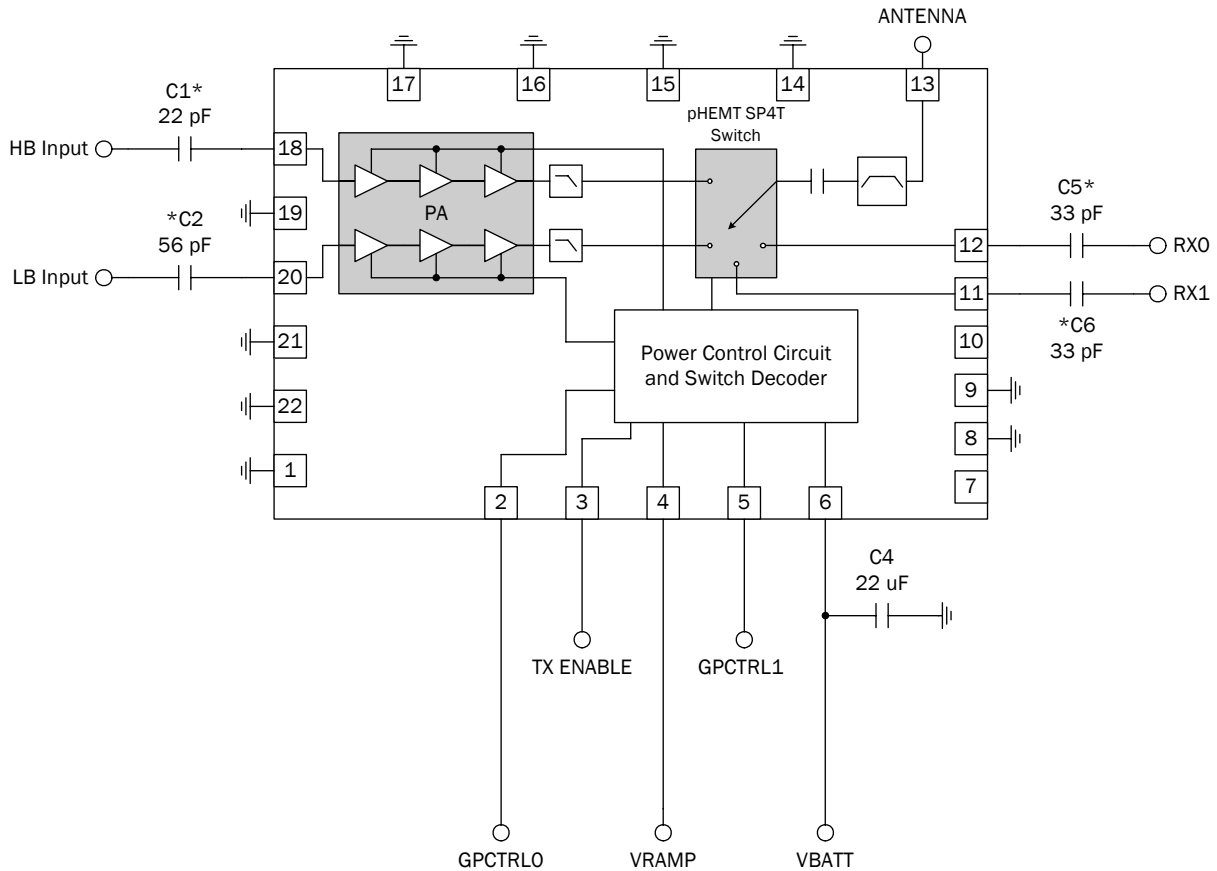 ANTENNA
17
16
15
14
13
C1*
22 pF
pHEMT SP4T
Switch
HB Input
18
C5*
33 pF
19
PA
*C2
56 pF
12
RX0
LB Input
20
11
RX1
*C6
33 pF
21
10
Power Control Circuit
and Switch Decoder
22
9
8
1
7
2
3
4
5
6
C4
22 uF
TX ENABLE
GPCTRL1
GPCTRL0
VRAMP
VBATT